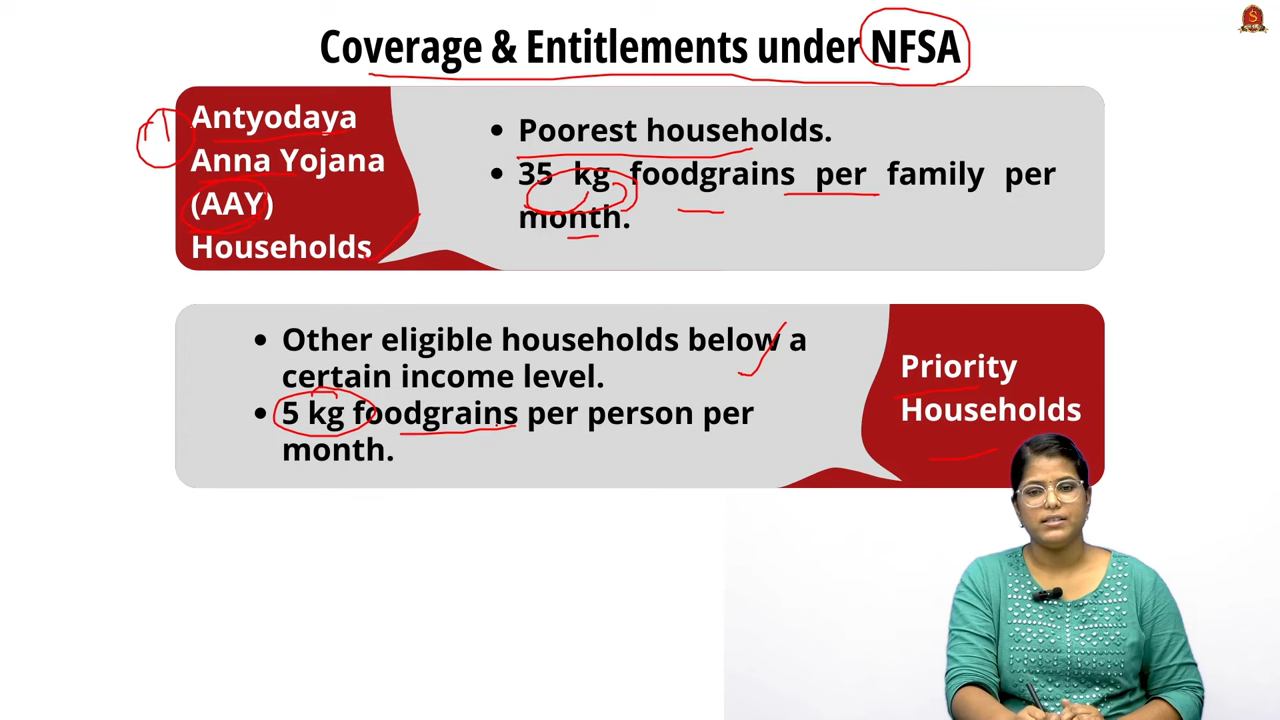 Coverage & Entitlements under NFSA
Antyodaya
Anna Yojana
(AAY)
Households
• Poorest households.
• 35 kg foodgrains per family per
month.
• Other eligible households below a
certain income level.
• 5 kg foodgrains per person per
month.
Priority
Households